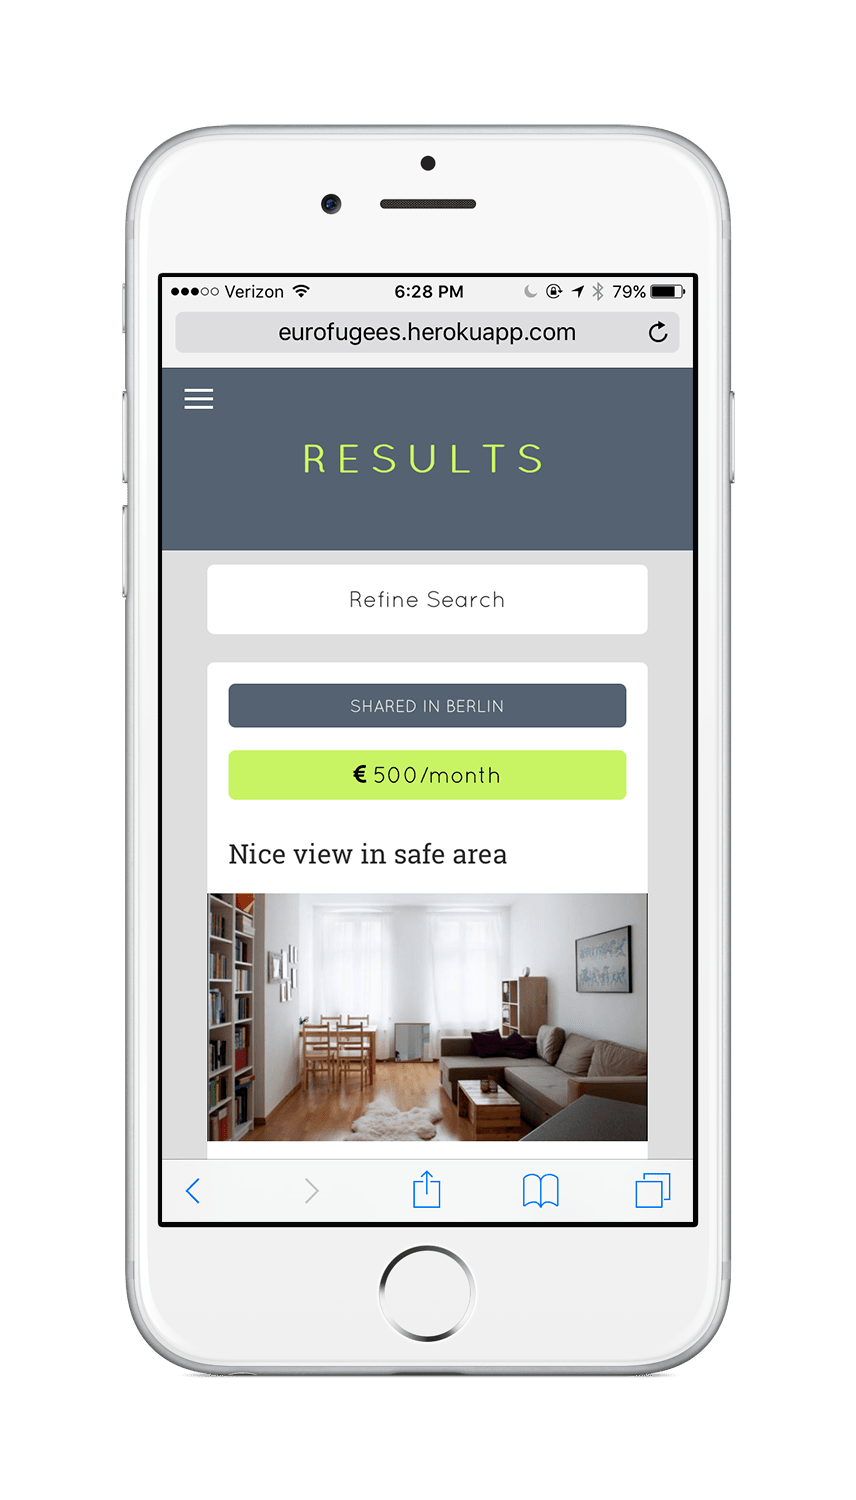 Verizon 6:28 PM 79%
eurofugees.herokuapp.com
RESULTS
Refine Search
SHARED IN BERLIN
€ 500/month
Nice view in safe area